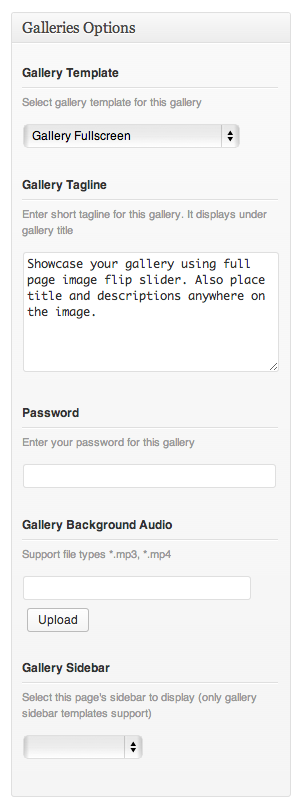 Galleries Options
Gallery Template
Select gallery template for this gallery
Gallery Fullscreen
Gallery Tagline
Enter short tagline for this gallery. It displays under
gallery title
Showcase your gallery using full
page image flip slider. Also place
title and descriptions anywhere on
the image.
Password
Enter your password for this gallery
Gallery Background Audio
Support file types *.mp3, *.mp4
Upload
Gallery Sidebar
Select this page's sidebar to display (only gallery
sidebar templates support)